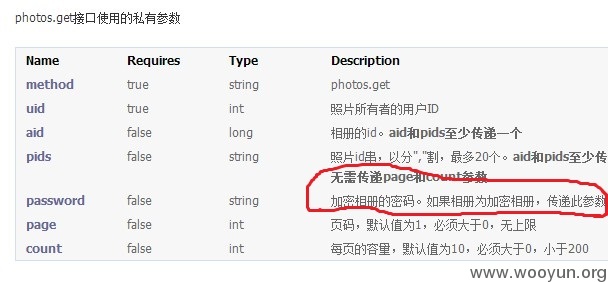 photos.get接口使用的私有参数
Name Requires Type Description
method true string photos.get
uid true int 照片所有者的用户ID
aid false long 相册的id。aid和pids至少传递一个
pids false string 照片id串，以分","割，最多20个。aid和pids至少传
无需传递page和count参数
password false string 加密相册的密码。如果相册为加密相册，传递此参数
page false int 页码，默认值为1，必须大于0，无上限
count false int 每页的容量，默认值为10，必须大于0，小于200
www.wooyun.org